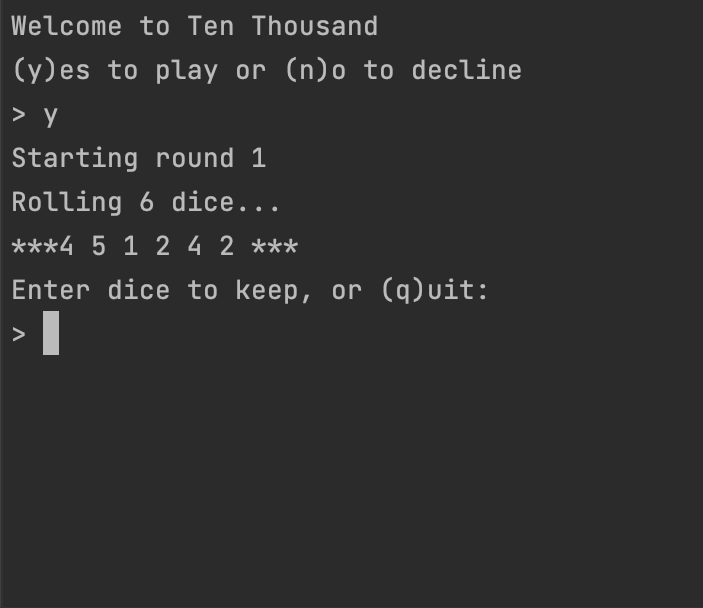 Welcome to Ten Thousand
(y)es to play or (n)o to decline
> y
Starting round 1
Rolling 6 dice...
***4 5 1 2 4 2 ***
Enter dice to keep, or (q)uit:
>